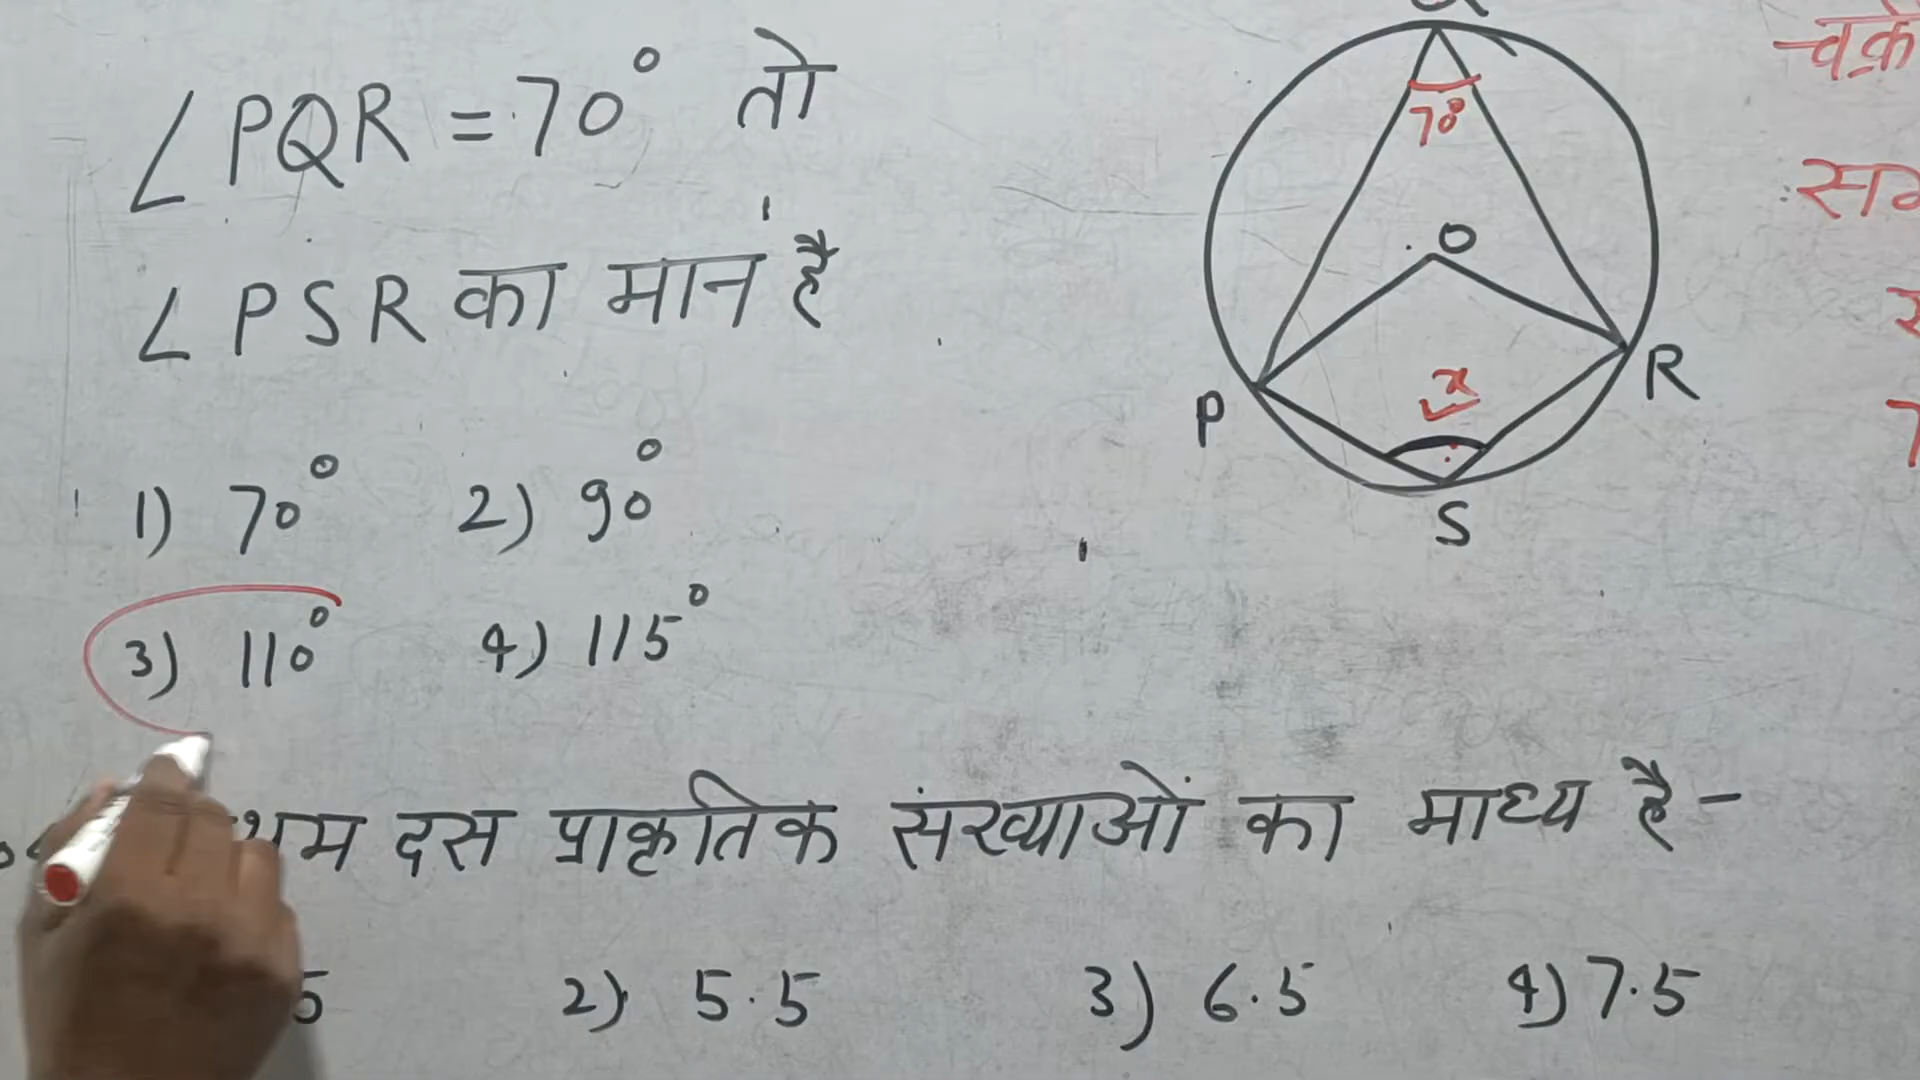 ∠PQR = 70° तो
∠PSR का मान है
1) 70° 2) 90°
3) 110° 4) 115°
70°
O
x
P
R
S
दस प्राकृतिक संख्याओं का माध्य है -
5 2) 5.5 3) 6.5 4) 7.5